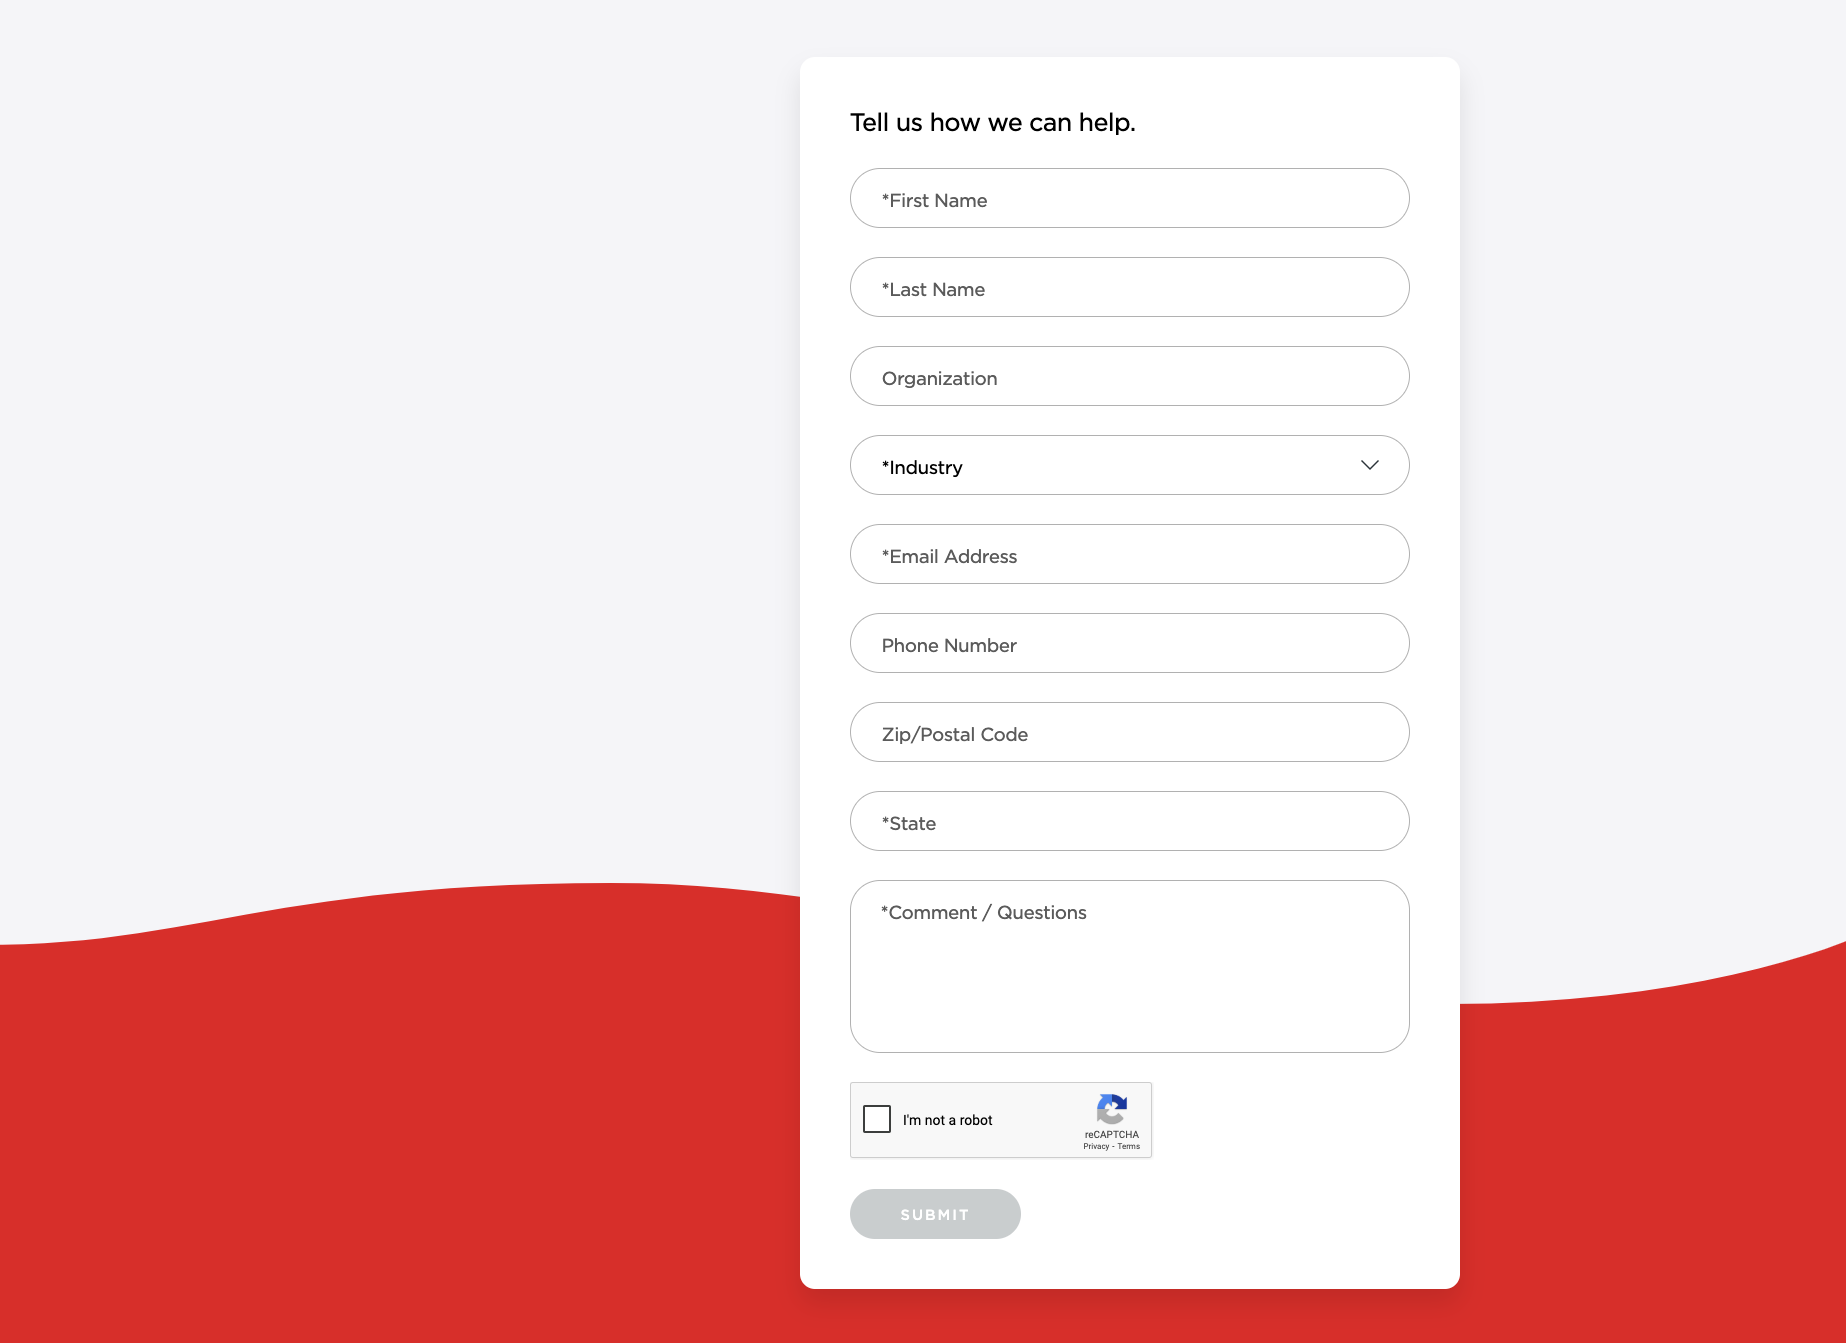 Tell us how we can help.
*First Name
*Last Name
Organization
*Industry
*Email Address
Phone Number
Zip/Postal Code
*State
*Comment / Questions
I'm not a robot
reCAPTCHA
Privacy - Terms
SUBMIT